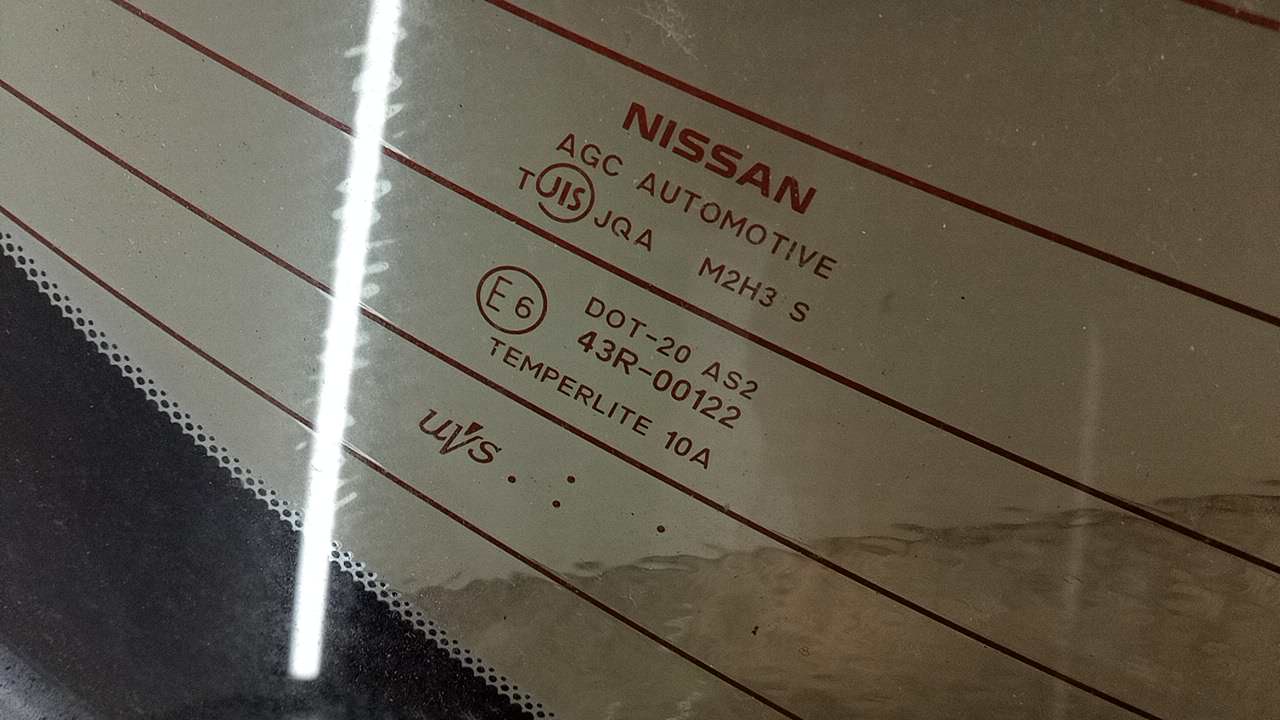 NISSAN
AGC AUTOMOTIVE
T JIS JQA M2H3 S
E6 DOT-20 AS2
43R-00122
TEMPERLITE 10A
UVS . . : .